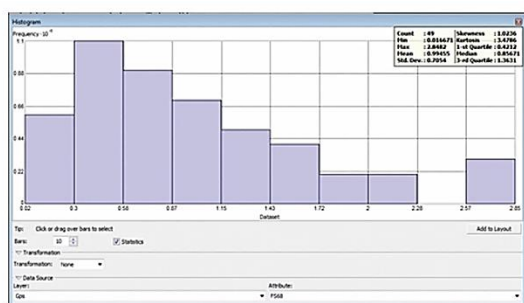 Histogram
Frequency · 10⁻¹
Count : 49 Skewness : 1.0236
Min : 0.016671 Kurtosis : 3.4786
Max : 2.8482 1-st Quartile : 0.4212
Mean : 0.99455 Median : 0.85671
Std. Dev. : 0.7054 3-rd Quartile : 1.3631
1.1
0.88
0.66
0.44
0.22
0
0.02 0.3 0.58 0.87 1.15 1.43 1.72 2 2.28 2.57 2.85
Dataset
Tip: Click or drag over bars to select
Add to Layout
Bars: 10 Statistics
Transformation
Transformation: None
Data Source
Layer: Attribute:
Gps FS68